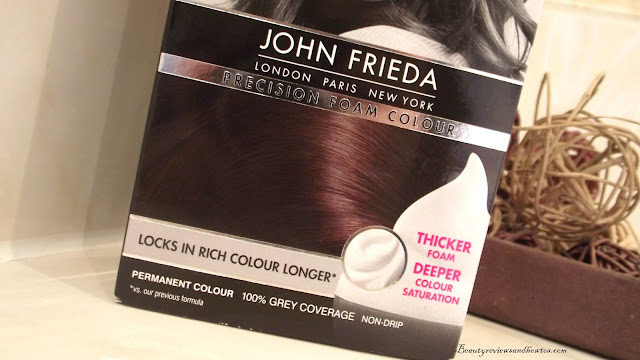 JOHN FRIEDA
LONDON PARIS NEW YORK
PRECISION FOAM COLOUR
THICKER
FOAM
DEEPER
COLOUR
SATURATION
LOCKS IN RICH COLOUR LONGER*
PERMANENT COLOUR 100% GREY COVERAGE NON-DRIP
*vs. our previous formula
Beautyreviewsandhowtos.com